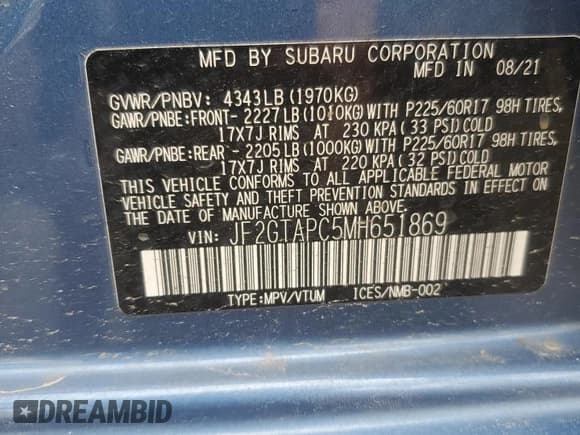 MFD BY SUBARU CORPORATION
MFD IN 08/21
GVWR/PNBV: 4343LB(1970KG)
GAWR/PNBE:FRONT- 2227LB(1010KG)WITH P225/60R17 98H TIRES,
17X7J RIMS AT 230 KPA( 33 PSI)COLD
GAWR/PNBE:REAR - 2205LB(1000KG)WITH P225/60R17 98H TIRES,
17X7J RIMS AT 220 KPA( 32 PSI)COLD
THIS VEHICLE CONFORMS TO ALL APPLICABLE FEDERAL MOTOR
VEHICLE SAFETY AND THEFT PREVENTION STANDARDS IN EFFECT ON
THE DATE OF MANUFACTURE SHOWN ABOVE.
VIN: JF2GTAPC5MH651869
TYPE:MPV/VTUM ICES/NMB-002
DREAMBID